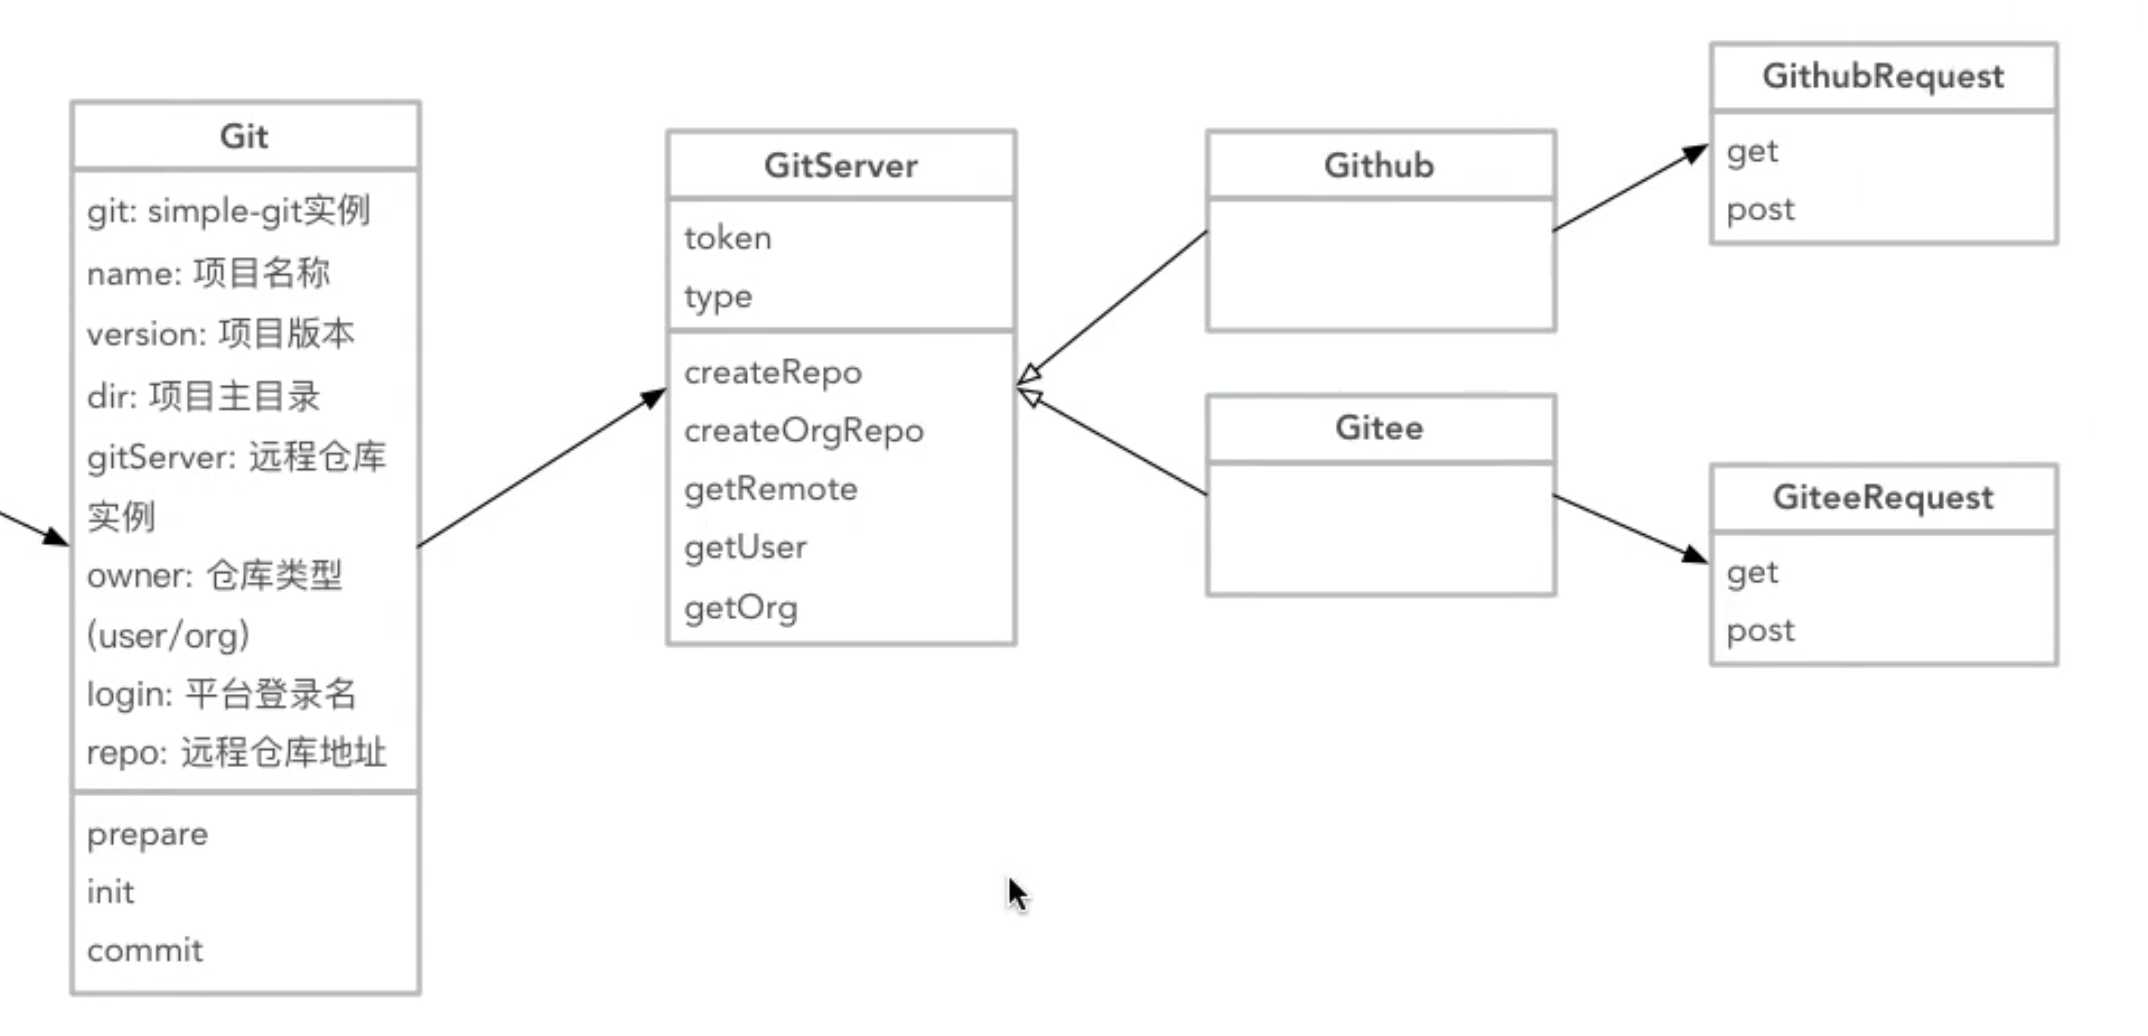 Git
git: simple-git实例
name: 项目名称
version: 项目版本
dir: 项目主目录
gitServer: 远程仓库
实例
owner: 仓库类型
(user/org)
login: 平台登录名
repo: 远程仓库地址
prepare
init
commit
GitServer
token
type
createRepo
createOrgRepo
getRemote
getUser
getOrg
Github
Gitee
GithubRequest
get
post
GiteeRequest
get
post